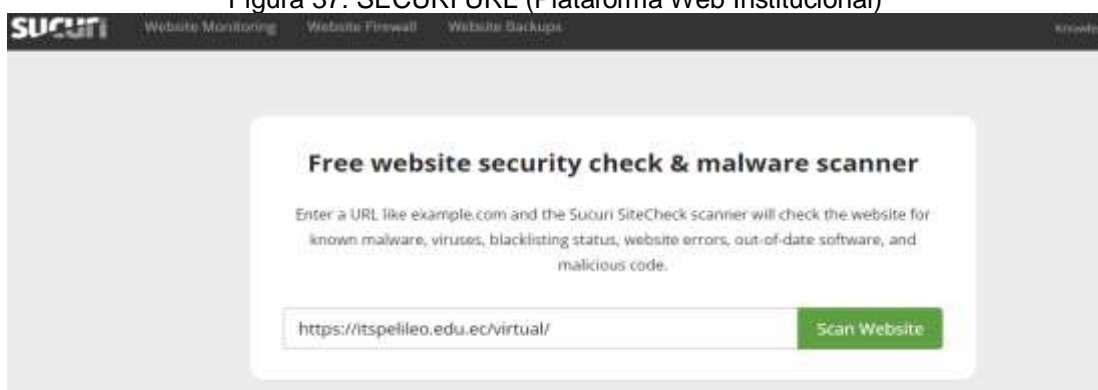 Figura 37. SECURI URL (Plataforma Web Institucional)
SUCURi Website Monitoring Website Firewall Website Backups
Free website security check & malware scanner
Enter a URL like example.com and the Sucuri SiteCheck scanner will check the website for
known malware, viruses, blacklisting status, website errors, out-of-date software, and
malicious code.
https://itspelileo.edu.ec/virtual/ Scan Website